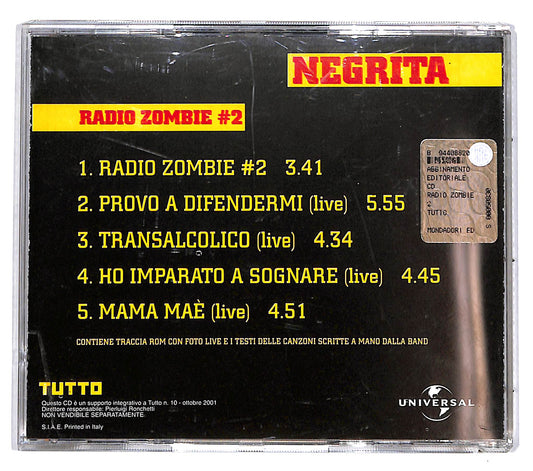 NEGRITA
RADIO ZOMBIE #2
1. RADIO ZOMBIE #2 3.41
2. PROVO A DIFENDERMI (live) 5.55
3. TRANSALCOLICO (live) 4.34
4. HO IMPARATO A SOGNARE (live) 4.45
5. MAMA MAÈ (live) 4.51
CONTIENE TRACCIA ROM CON FOTO LIVE E I TESTI DELLE CANZONI SCRITTE A MANO DALLA BAND
ABBINAMENTO
EDITORIALE
CD
RADIO ZOMBIE
TUTTO
MONDADORI ED
TUTTO
Questo CD è un supporto integrativo a Tutto n. 10 - ottobre 2001
Direttore responsabile: Pierluigi Ronchetti
NON VENDIBILE SEPARATAMENTE.
S.I.A.E. Printed in Italy
UNIVERSAL